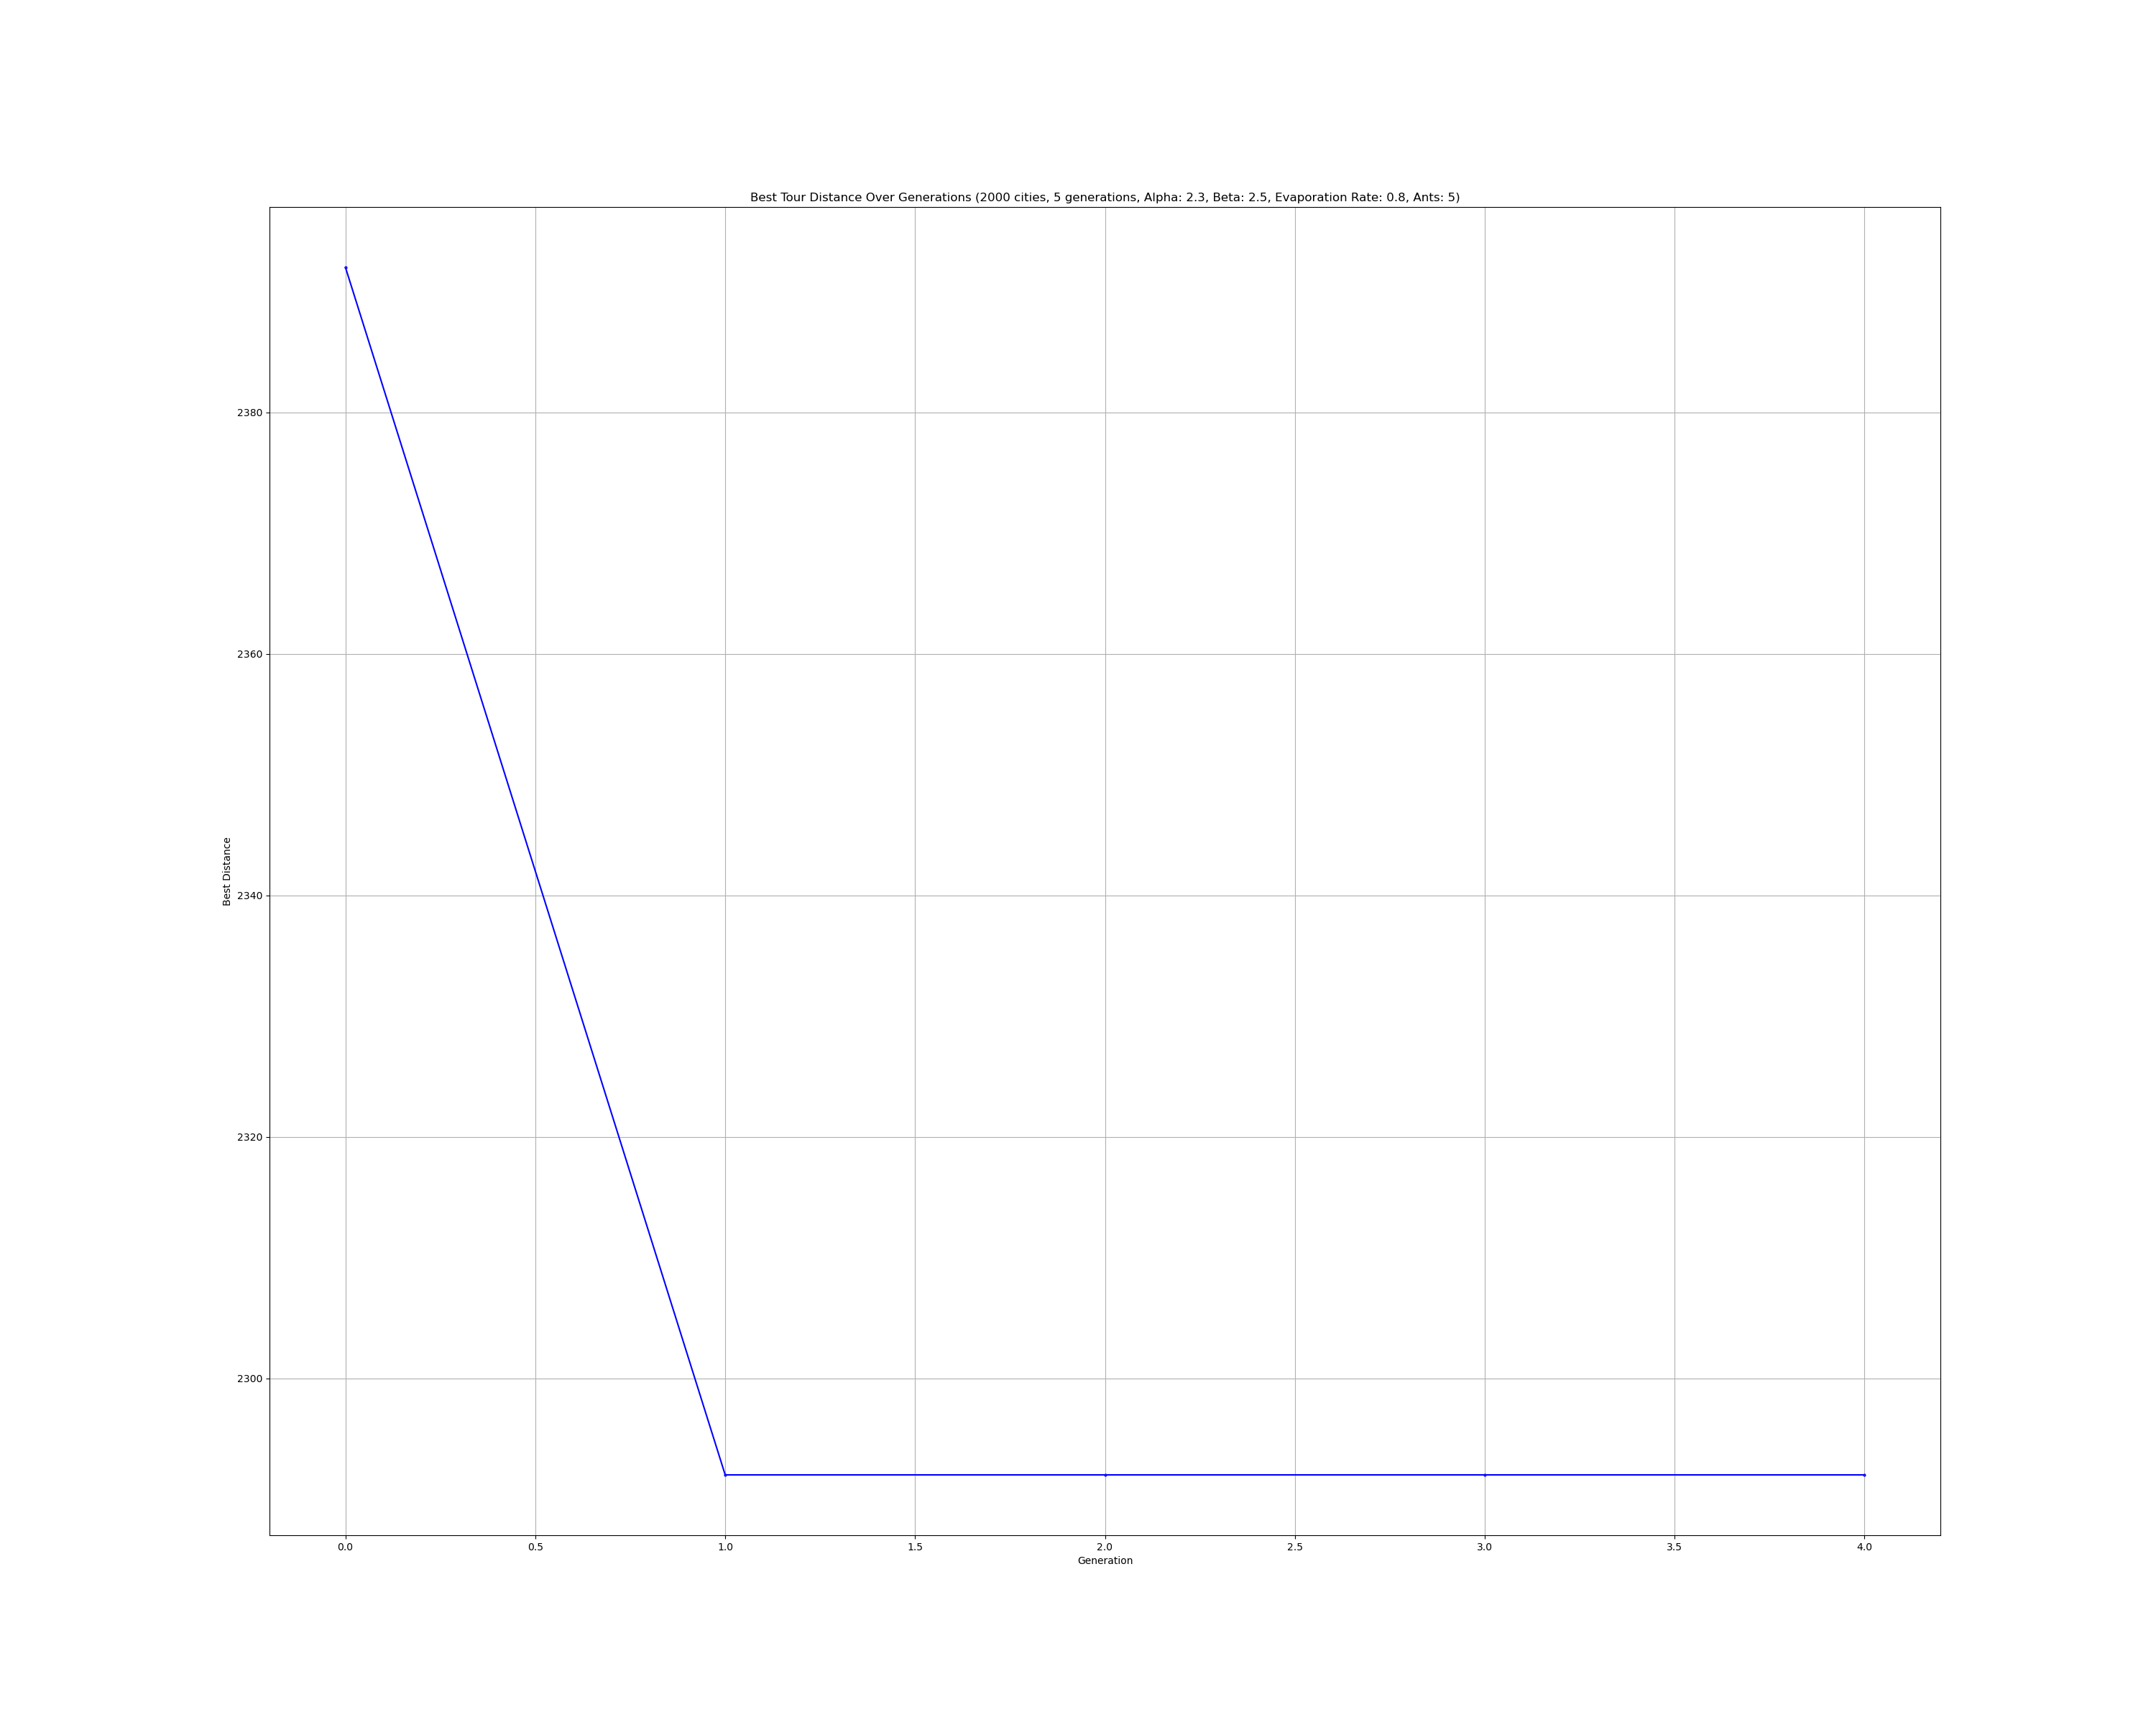 Best Tour Distance Over Generations (2000 cities, 5 generations, Alpha: 2.3, Beta: 2.5, Evaporation Rate: 0.8, Ants: 5)
2380
2360
Best Distance
2340
2320
2300
0.0 0.5 1.0 1.5 2.0 2.5 3.0 3.5 4.0
Generation